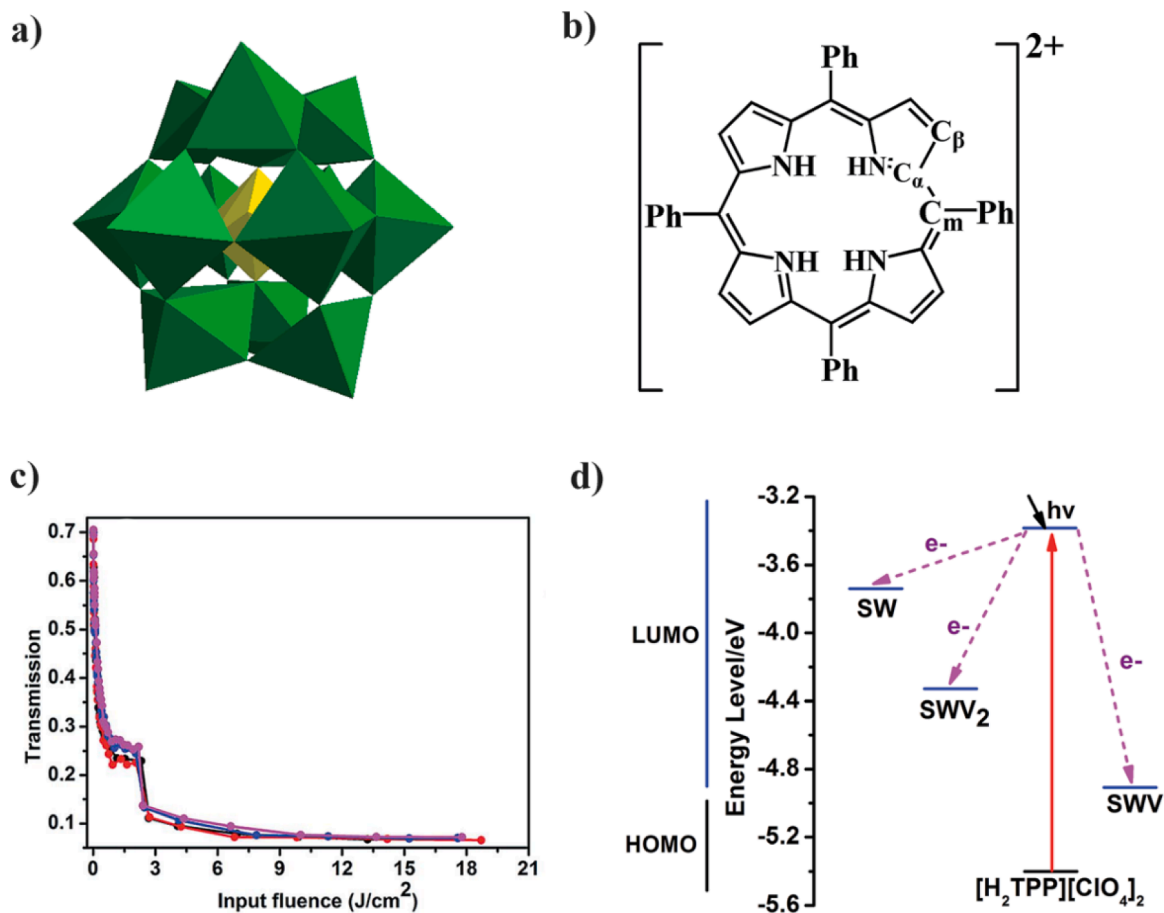 a)
b)
2+
Ph
Cβ
NH
HN
Cα
Ph
Cm
Ph
NH
HN
Ph
c)
Transmission
0.7
0.6
0.5
0.4
0.3
0.2
0.1
0
3
6
9
12
15
18
21
Input fluence (J/cm²)
d)
LUMO
HOMO
Energy Level/eV
-3.2
-3.6
-4.0
-4.4
-4.8
-5.2
-5.6
hv
e-
SW
e-
SWV₂
e-
SWV
[H₂TPP][ClO₄]₂